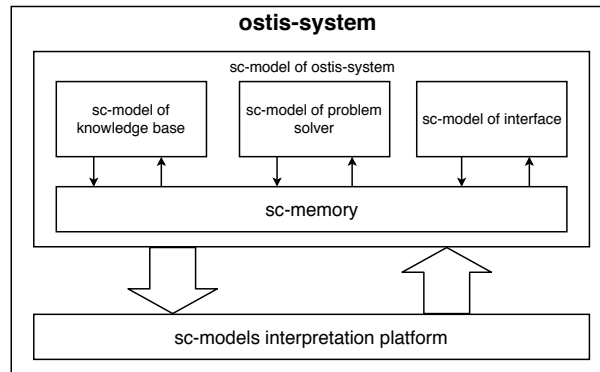 ostis-system
sc-model of ostis-system
sc-model of
knowledge base
sc-model of problem
solver
sc-model of interface
sc-memory
sc-models interpretation platform